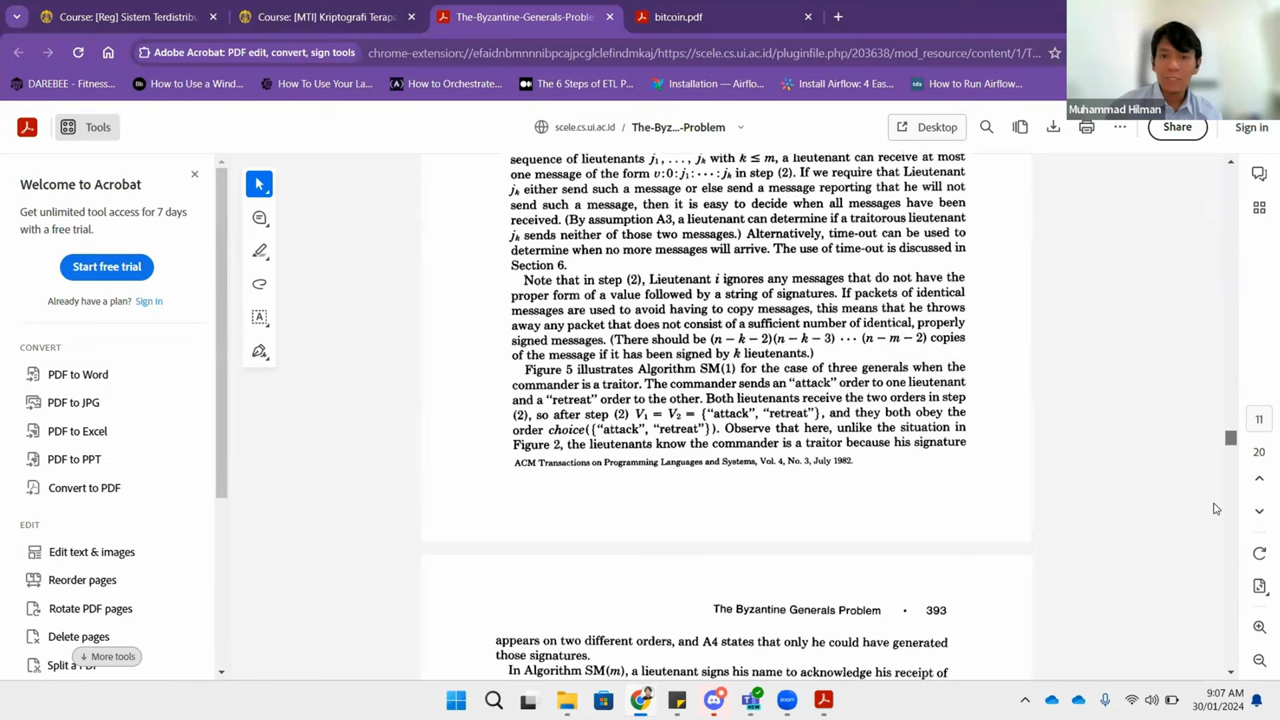 Course: [Reg] Sistem Terdistribu
Course: [MTI] Kriptografi Terapa
The-Byzantine-Generals-Proble
bitcoin.pdf
Adobe Acrobat: PDF edit, convert, sign tools
chrome-extension://efaidnbmnnnibpcajpcglclefindmkaj/https://scele.cs.ui.ac.id/pluginfile.php/203638/mod_resource/content/1/T...
DAREBEE - Fitness...
How to Use a Wind...
How To Use Your La...
How to Orchestrate...
The 6 Steps of ETL P...
Installation — Airflo...
Install Airflow: 4 Eas...
How to Run Airflow...
Muhammad Hilman
Tools
scele.cs.ui.ac.id / The-Byz...-Problem
Desktop
Share
Sign in
Welcome to Acrobat
Get unlimited tool access for 7 days
with a free trial.
Start free trial
Already have a plan? Sign in
CONVERT
PDF to Word
PDF to JPG
PDF to Excel
PDF to PPT
Convert to PDF
EDIT
Edit text & images
Reorder pages
Rotate PDF pages
Delete pages
More tools
sequence of lieutenants j1, . . . , jk with k ≤ m, a lieutenant can receive at most
one message of the form v:0:j1: ··· :jk in step (2). If we require that Lieutenant
jk either send such a message or else send a message reporting that he will not
send such a message, then it is easy to decide when all messages have been
received. (By assumption A3, a lieutenant can determine if a traitorous lieutenant
jk sends neither of those two messages.) Alternatively, time-out can be used to
determine when no more messages will arrive. The use of time-out is discussed in
Section 6.
Note that in step (2), Lieutenant i ignores any messages that do not have the
proper form of a value followed by a string of signatures. If packets of identical
messages are used to avoid having to copy messages, this means that he throws
away any packet that does not consist of a sufficient number of identical, properly
signed messages. (There should be (n − k − 2)(n − k − 3) ··· (n − m − 2) copies
of the message if it has been signed by k lieutenants.)
Figure 5 illustrates Algorithm SM(1) for the case of three generals when the
commander is a traitor. The commander sends an "attack" order to one lieutenant
and a "retreat" order to the other. Both lieutenants receive the two orders in step
(2), so after step (2) V1 = V2 = {"attack", "retreat"}, and they both obey the
order choice({"attack", "retreat"}). Observe that here, unlike the situation in
Figure 2, the lieutenants know the commander is a traitor because his signature
ACM Transactions on Programming Languages and Systems, Vol. 4, No. 3, July 1982.
The Byzantine Generals Problem · 393
appears on two different orders, and A4 states that only he could have generated
those signatures.
In Algorithm SM(m), a lieutenant signs his name to acknowledge his receipt of
11
20
9:07 AM
30/01/2024